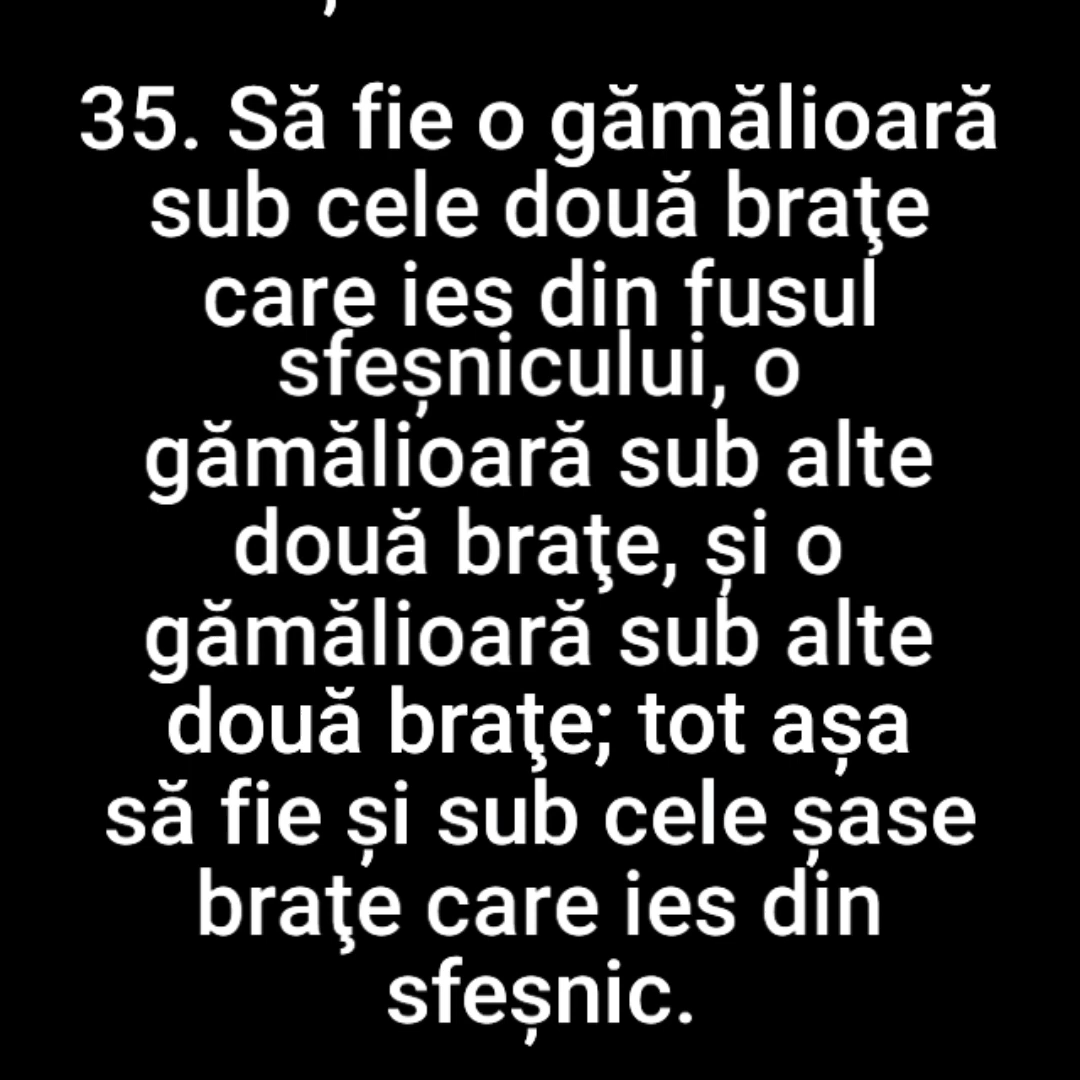 35. Să fie o gămălioară
sub cele două braţe
care ies din fusul
sfeșnicului, o
gămălioară sub alte
două braţe, și o
gămălioară sub alte
două braţe; tot așa
să fie și sub cele șase
braţe care ies din
sfeșnic.